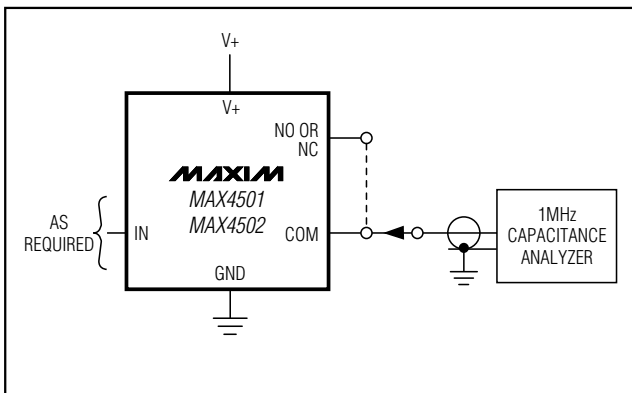 V+
V+
NO OR
NC
MAXIM
MAX4501
MAX4502
AS
REQUIRED
IN
COM
GND
1MHz
CAPACITANCE
ANALYZER